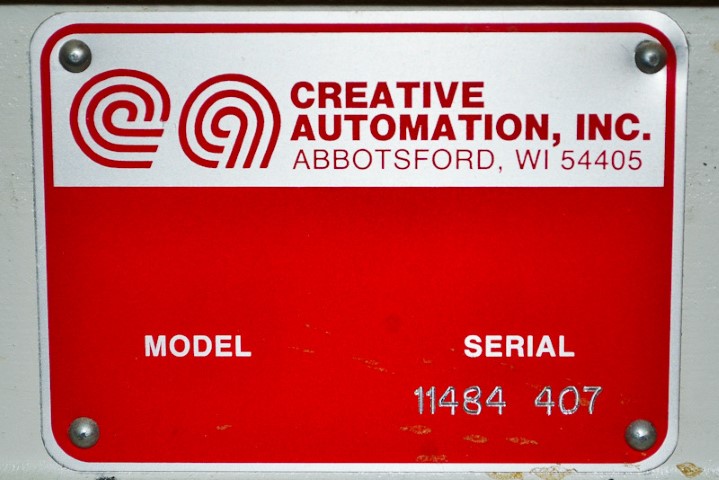 CREATIVE
AUTOMATION, INC.
ABBOTSFORD, WI 54405
MODEL SERIAL
11484 407